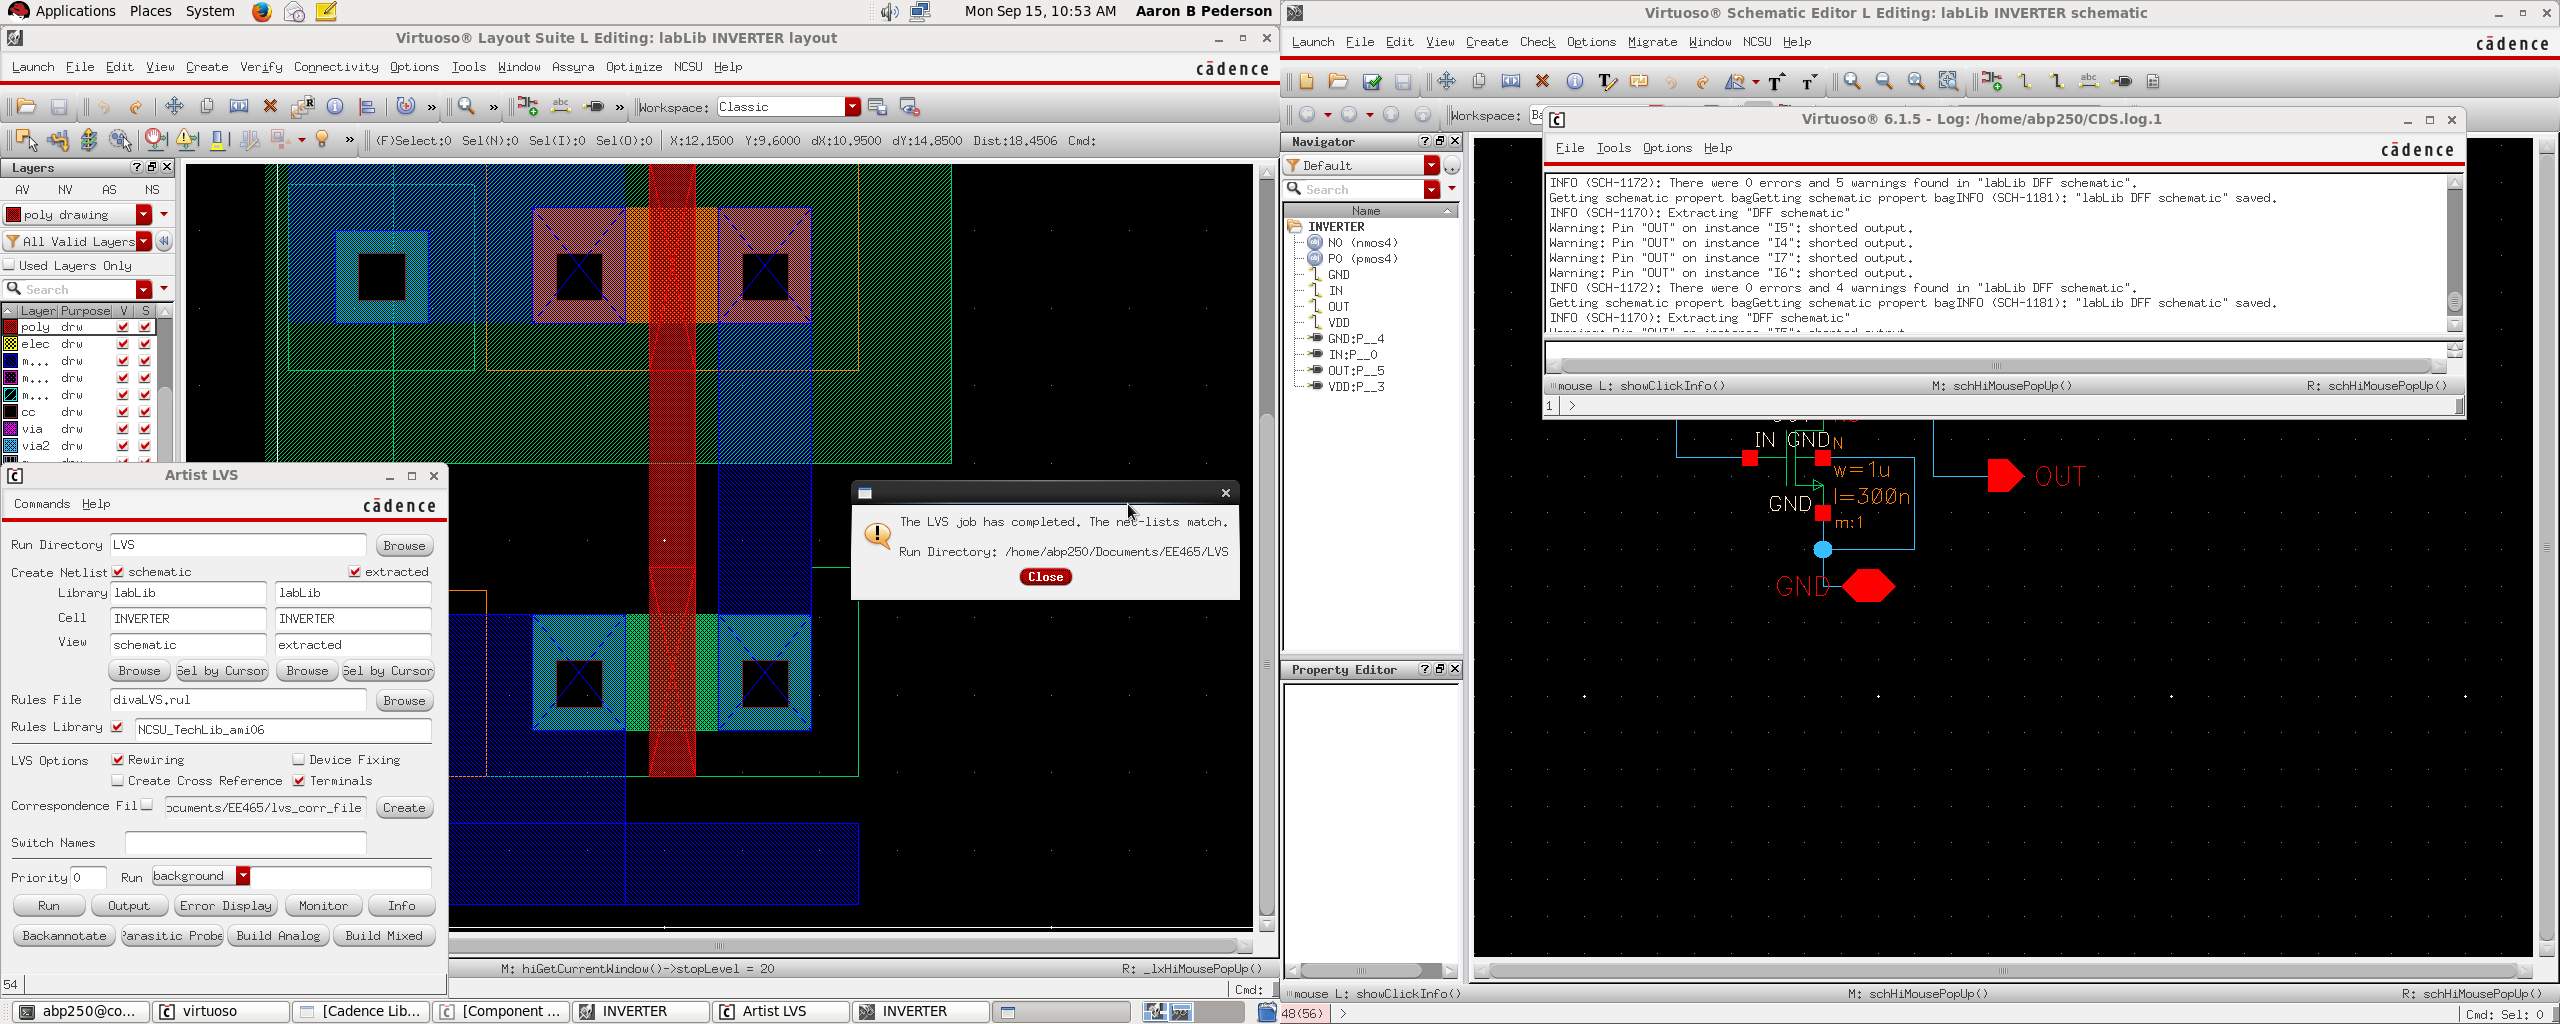 Applications Places System
Mon Sep 15, 10:53 AM Aaron B Pederson
Virtuoso® Layout Suite L Editing: labLib INVERTER layout
Launch File Edit View Create Verify Connectivity Options Tools Window Assura Optimize NCSU Help
cādence
Workspace: Classic
(F)Select:0 Sel(N):0 Sel(I):0 Sel(O):0 X:12.1500 Y:9.6000 dX:10.9500 dY:14.8500 Dist:18.4506 Cmd:
Layers
AV NV AS NS
poly drawing
All Valid Layers
Used Layers Only
Search
Layer Purpose V S
poly drw
elec drw
m... drw
m... drw
m... drw
cc drw
via drw
via2 drw
Artist LVS
Commands Help
cādence
Run Directory LVS Browse
Create Netlist schematic extracted
Library labLib labLib
Cell INVERTER INVERTER
View schematic extracted
Browse Sel by Cursor Browse Sel by Cursor
Rules File divaLVS.rul Browse
Rules Library NCSU_TechLib_ami06
LVS Options Rewiring Device Fixing
Create Cross Reference Terminals
Correspondence Fil ocuments/EE465/lvs_corr_file Create
Switch Names
Priority 0 Run background
Run Output Error Display Monitor Info
Backannotate Parasitic Probe Build Analog Build Mixed
54
The LVS job has completed. The net-lists match.
Run Directory: /home/abp250/Documents/EE465/LVS
Close
M: hiGetCurrentWindow()->stopLevel = 20 R: _lxHiMousePopUp()
Cmd:
abp250@co... virtuoso [Cadence Lib... [Component ... INVERTER Artist LVS INVERTER
Virtuoso® Schematic Editor L Editing: labLib INVERTER schematic
Launch File Edit View Create Check Options Migrate Window NCSU Help
cādence
Workspace: Ba
Navigator
Default
Search
Name
INVERTER
N0 (nmos4)
P0 (pmos4)
GND
IN
OUT
VDD
GND:P__4
IN:P__0
OUT:P__5
VDD:P__3
Property Editor
Virtuoso® 6.1.5 - Log: /home/abp250/CDS.log.1
File Tools Options Help
cādence
INFO (SCH-1172): There were 0 errors and 5 warnings found in "labLib DFF schematic".
Getting schematic propert bagGetting schematic propert bagINFO (SCH-1181): "labLib DFF schematic" saved.
INFO (SCH-1170): Extracting "DFF schematic"
Warning: Pin "OUT" on instance "I5": shorted output.
Warning: Pin "OUT" on instance "I4": shorted output.
Warning: Pin "OUT" on instance "I7": shorted output.
Warning: Pin "OUT" on instance "I6": shorted output.
INFO (SCH-1172): There were 0 errors and 4 warnings found in "labLib DFF schematic".
Getting schematic propert bagGetting schematic propert bagINFO (SCH-1181): "labLib DFF schematic" saved.
INFO (SCH-1170): Extracting "DFF schematic"
Warning: Pin "OUT" on instance "I5": shorted output.
mouse L: showClickInfo() M: schHiMousePopUp() R: schHiMousePopUp()
1 >
IN GND N
w=1u
GND l=300n
m:1
GND
OUT
mouse L: showClickInfo() M: schHiMousePopUp() R: schHiMousePopUp()
48(56) > Cmd: Sel: 0